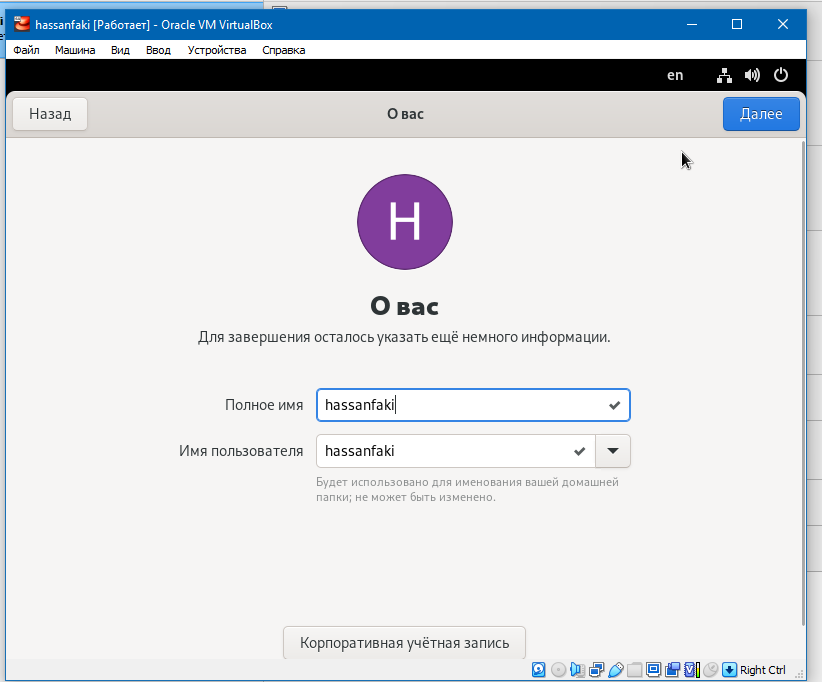 hassanfaki [Работает] - Oracle VM VirtualBox
Файл Машина Вид Ввод Устройства Справка
en
Назад О вас Далее
H
О вас
Для завершения осталось указать ещё немного информации.
Полное имя hassanfaki
Имя пользователя hassanfaki
Будет использовано для именования вашей домашней
папки; не может быть изменено.
Корпоративная учётная запись
Right Ctrl